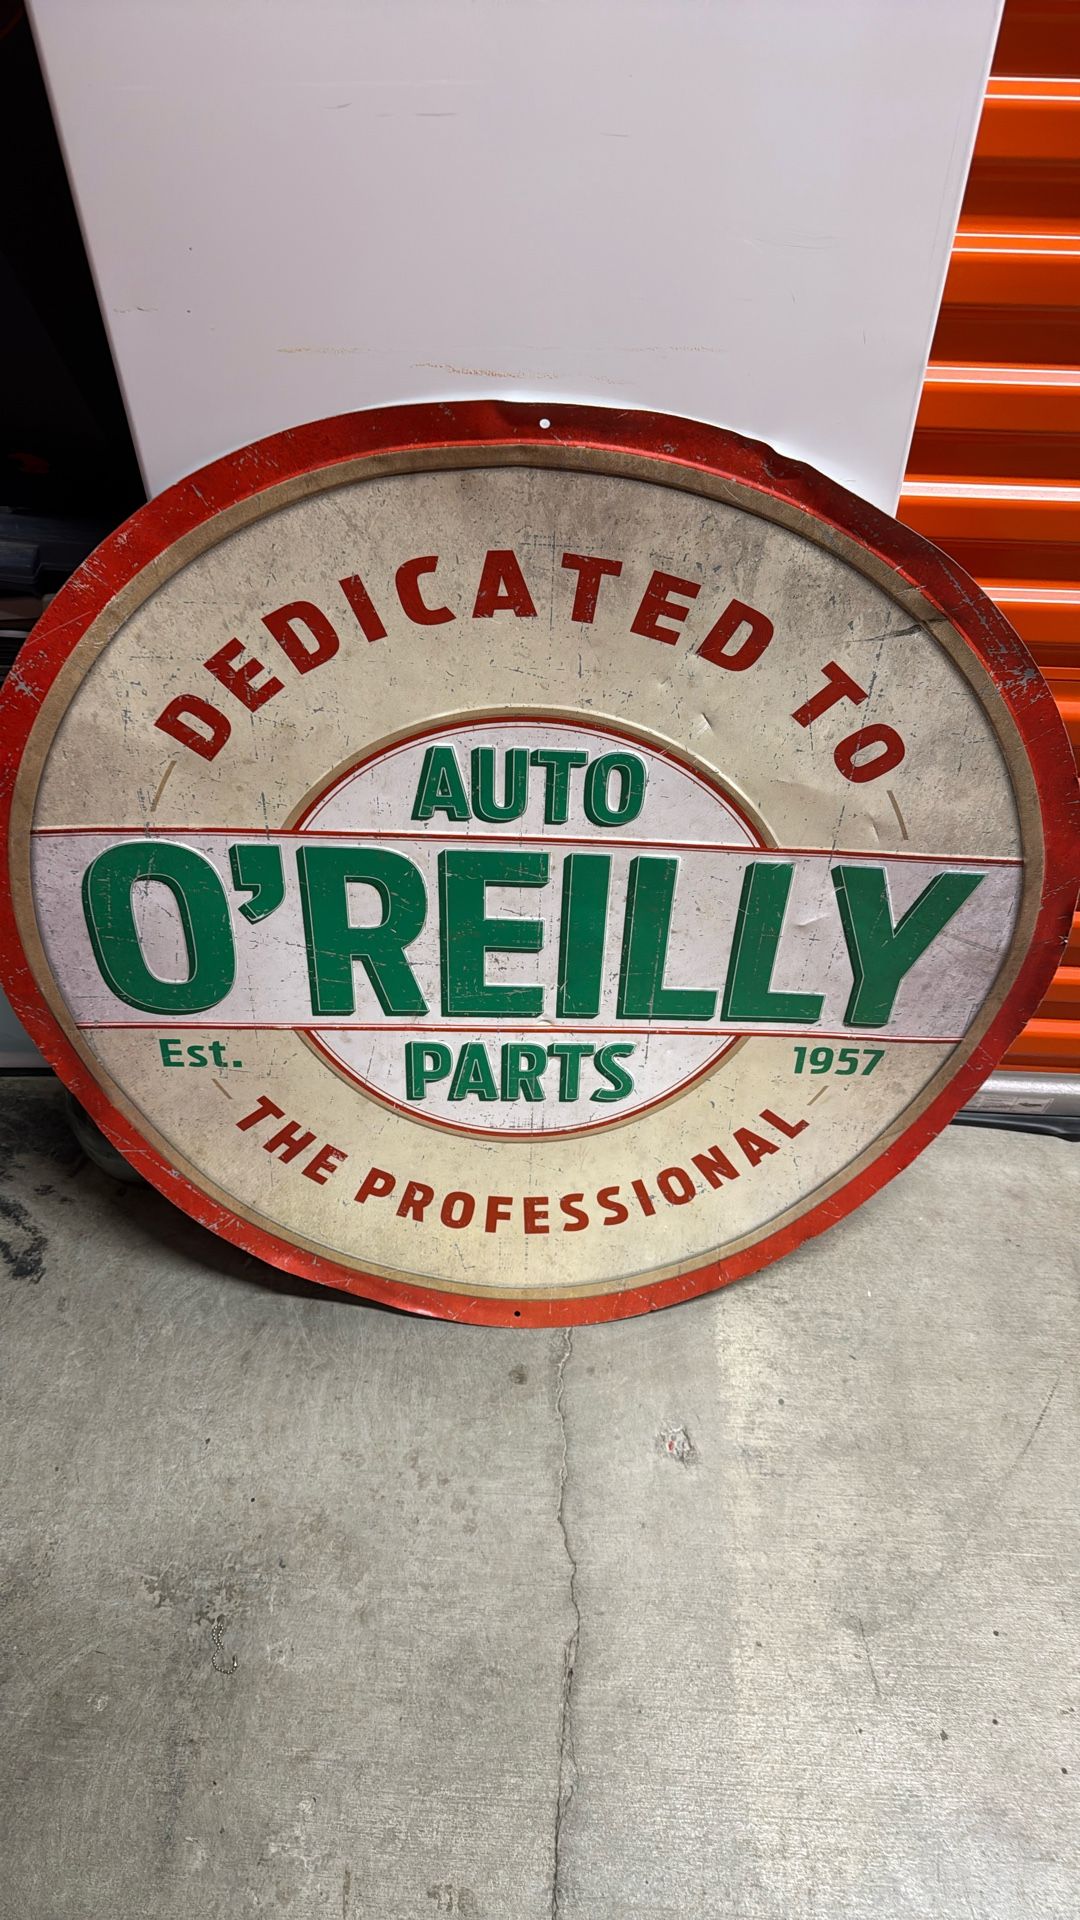 DEDICATED TO
AUTO
O'REILLY
PARTS
Est. 1957
THE PROFESSIONAL